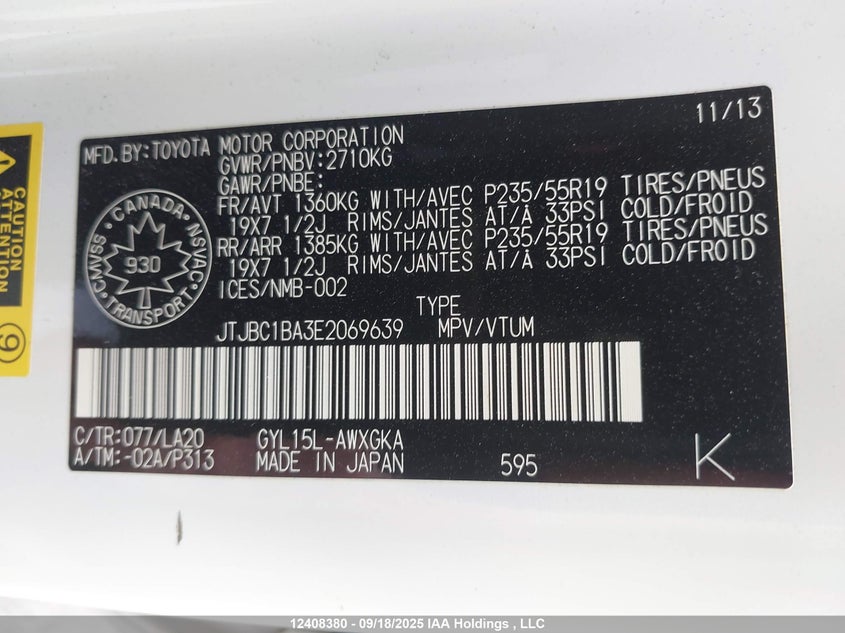 CAUTION
ATTENTION
9
11/13
MFD.BY:TOYOTA MOTOR CORPORATION
GVWR/PNBV:2710KG
GAWR/PNBE:
FR/AVT 1360KG WITH/AVEC P235/55R19 TIRES/PNEUS
19X7 1/2J RIMS/JANTES AT/À 33PSI COLD/FROID
RR/ARR 1385KG WITH/AVEC P235/55R19 TIRES/PNEUS
19X7 1/2J RIMS/JANTES AT/À 33PSI COLD/FROID
ICES/NMB-002
CANADA
CMVSS
NSVAC
930
TRANSPORT
TYPE
JTJBC1BA3E2069639 MPV/VTUM
C/TR:077/LA20 GYL15L-AWXGKA
A/TM:-02A/P313 MADE IN JAPAN 595 K
12408380 - 09/18/2025 IAA Holdings , LLC